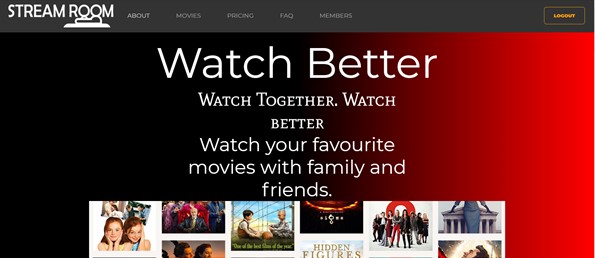 STREAM ROOM
ABOUT MOVIES PRICING FAQ MEMBERS LOGOUT
Watch Better
Watch Together. Watch
better
Watch your favourite
movies with family and
friends.
"One of the best films of the year."
HIDDEN
FIGURES